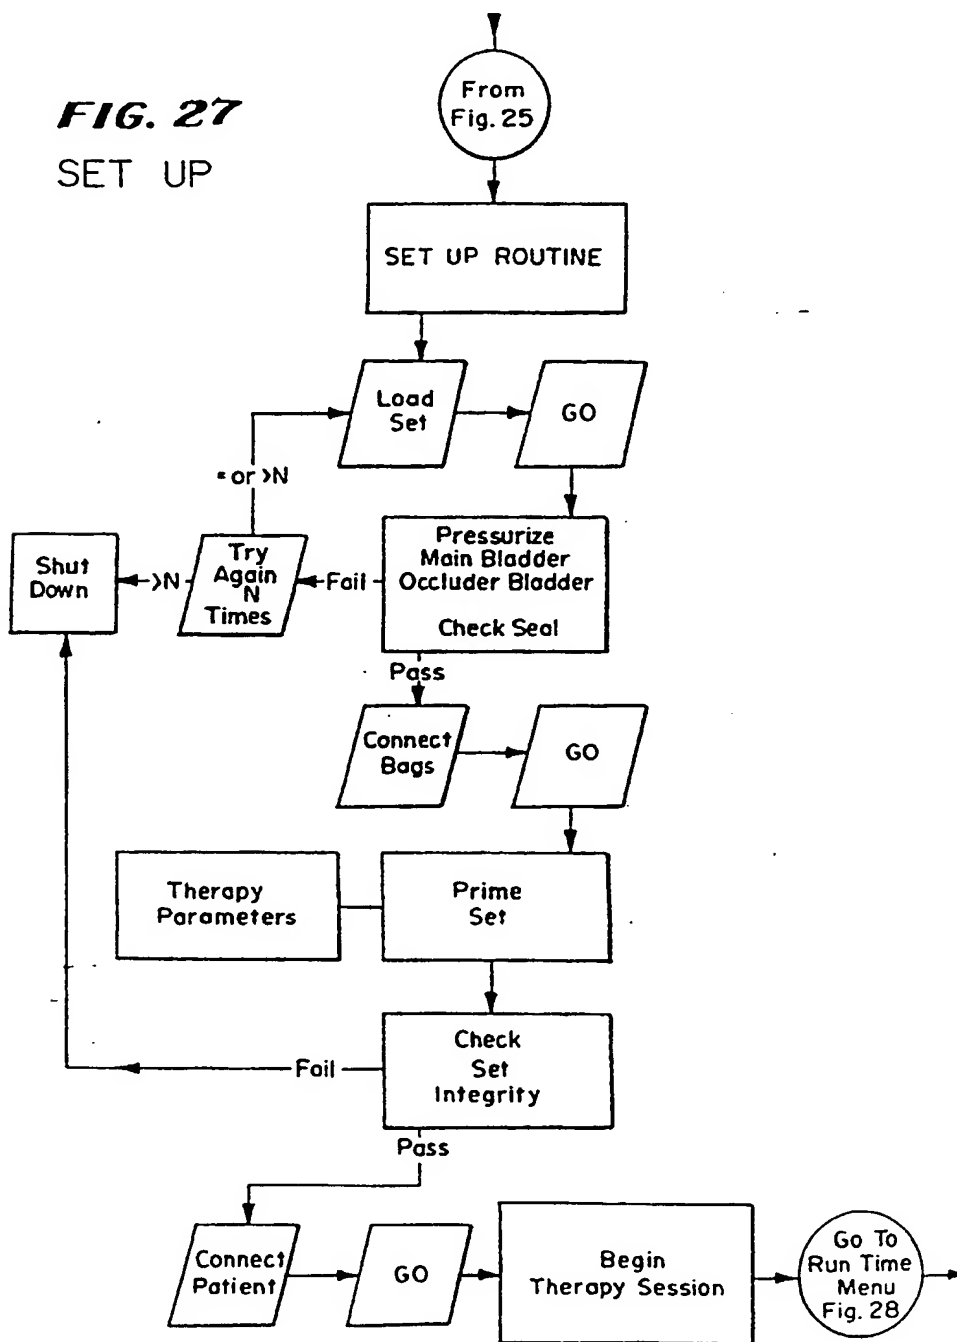 FIG. 27
SET UP
From
Fig. 25
SET UP ROUTINE
Load
Set
GO
= or >N
Pressurize
Main Bladder
Occluder Bladder
Check Seal
Fail
Try
Again
N
Times
>N
Shut
Down
Pass
Connect
Bags
GO
Therapy
Parameters
Prime
Set
Check
Set
Integrity
Fail
Pass
Connect
Patient
GO
Begin
Therapy Session
Go To
Run Time
Menu
Fig. 28